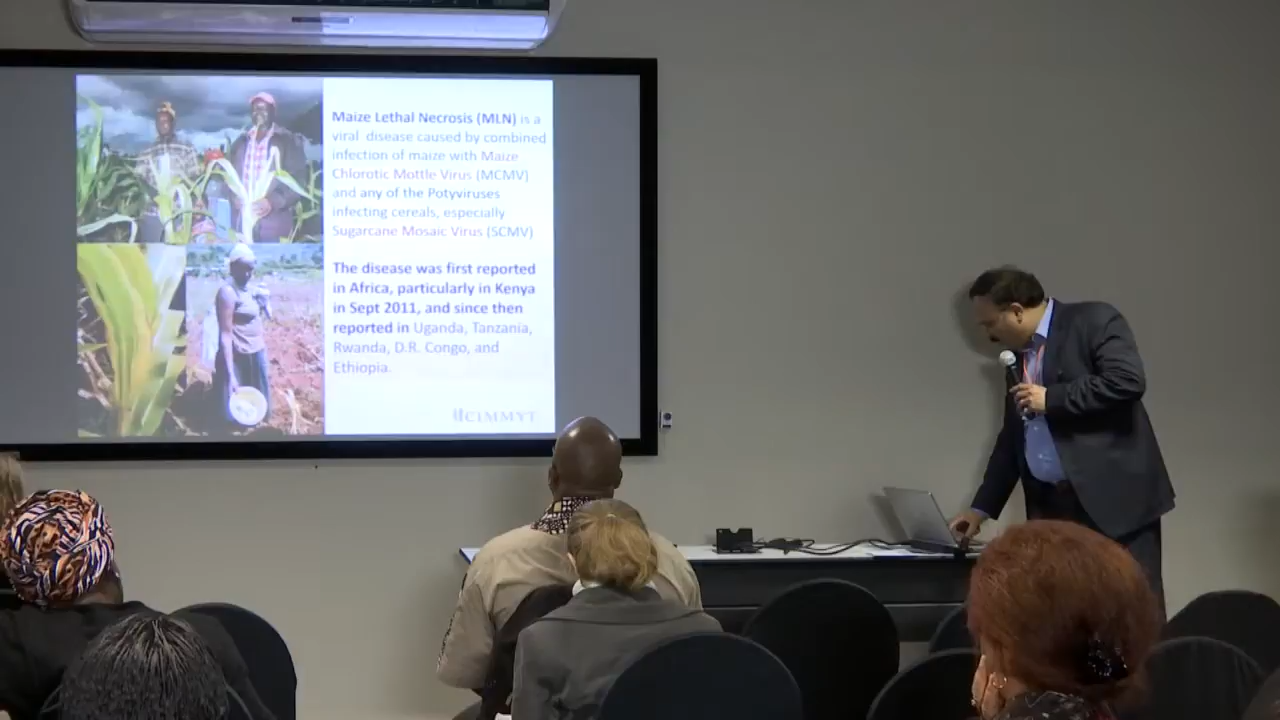 Maize Lethal Necrosis (MLN) is a
viral disease caused by combined
infection of maize with Maize
Chlorotic Mottle Virus (MCMV)
and any of the Potyviruses
infecting cereals, especially
Sugarcane Mosaic Virus (SCMV)
The disease was first reported
in Africa, particularly in Kenya
in Sept 2011, and since then
reported in Uganda, Tanzania,
Rwanda, D.R. Congo, and
Ethiopia.
CIMMYT